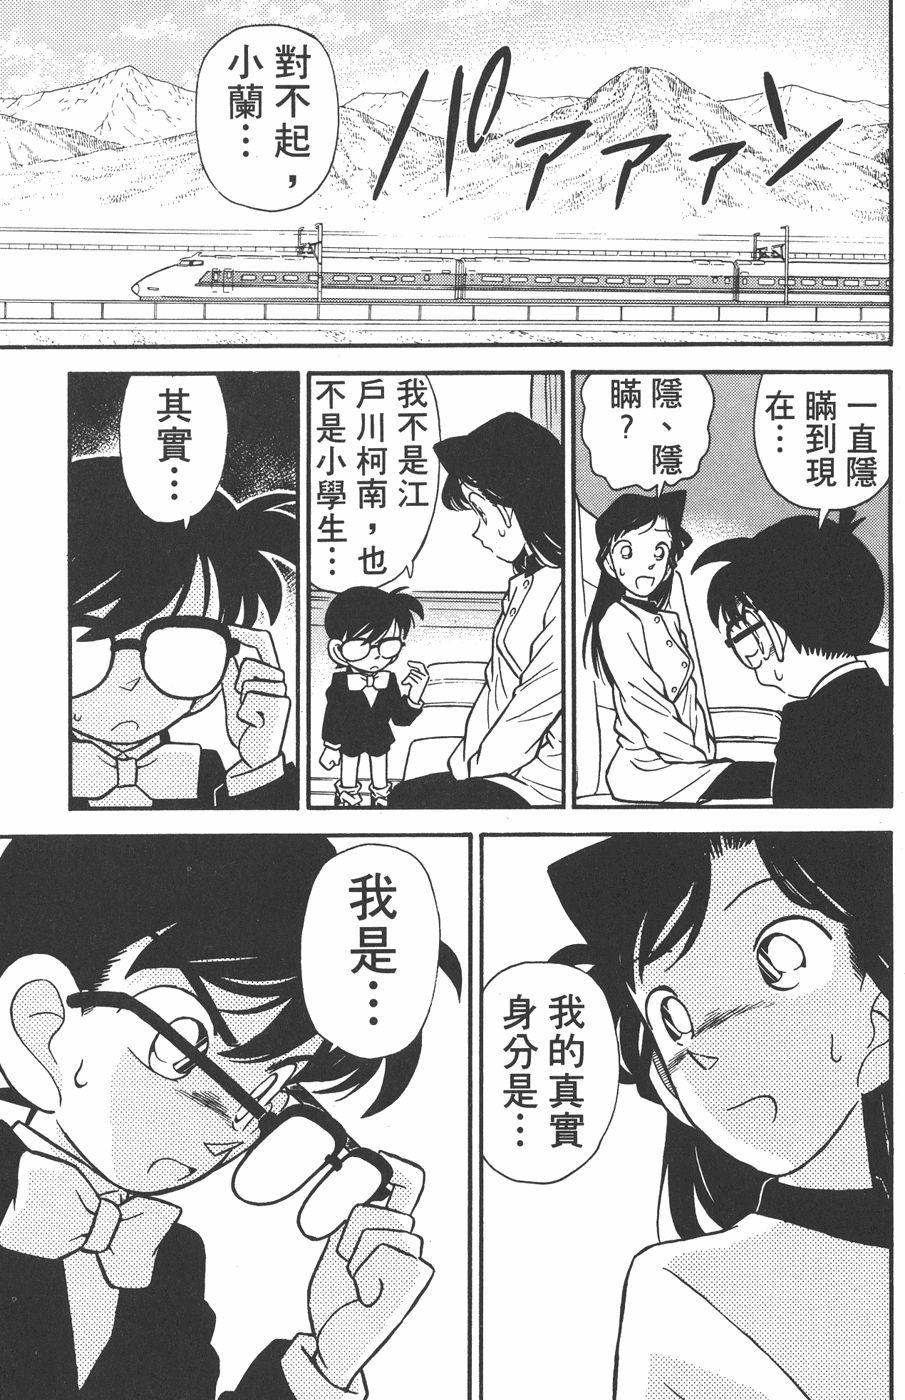 對不起，
小蘭…
パァァァン
一直隱
瞞到現
在…
隱、隱
瞞？
我不是江
戶川柯南，也
不是小學生…
其實…
我的真實
身分是…
我是…